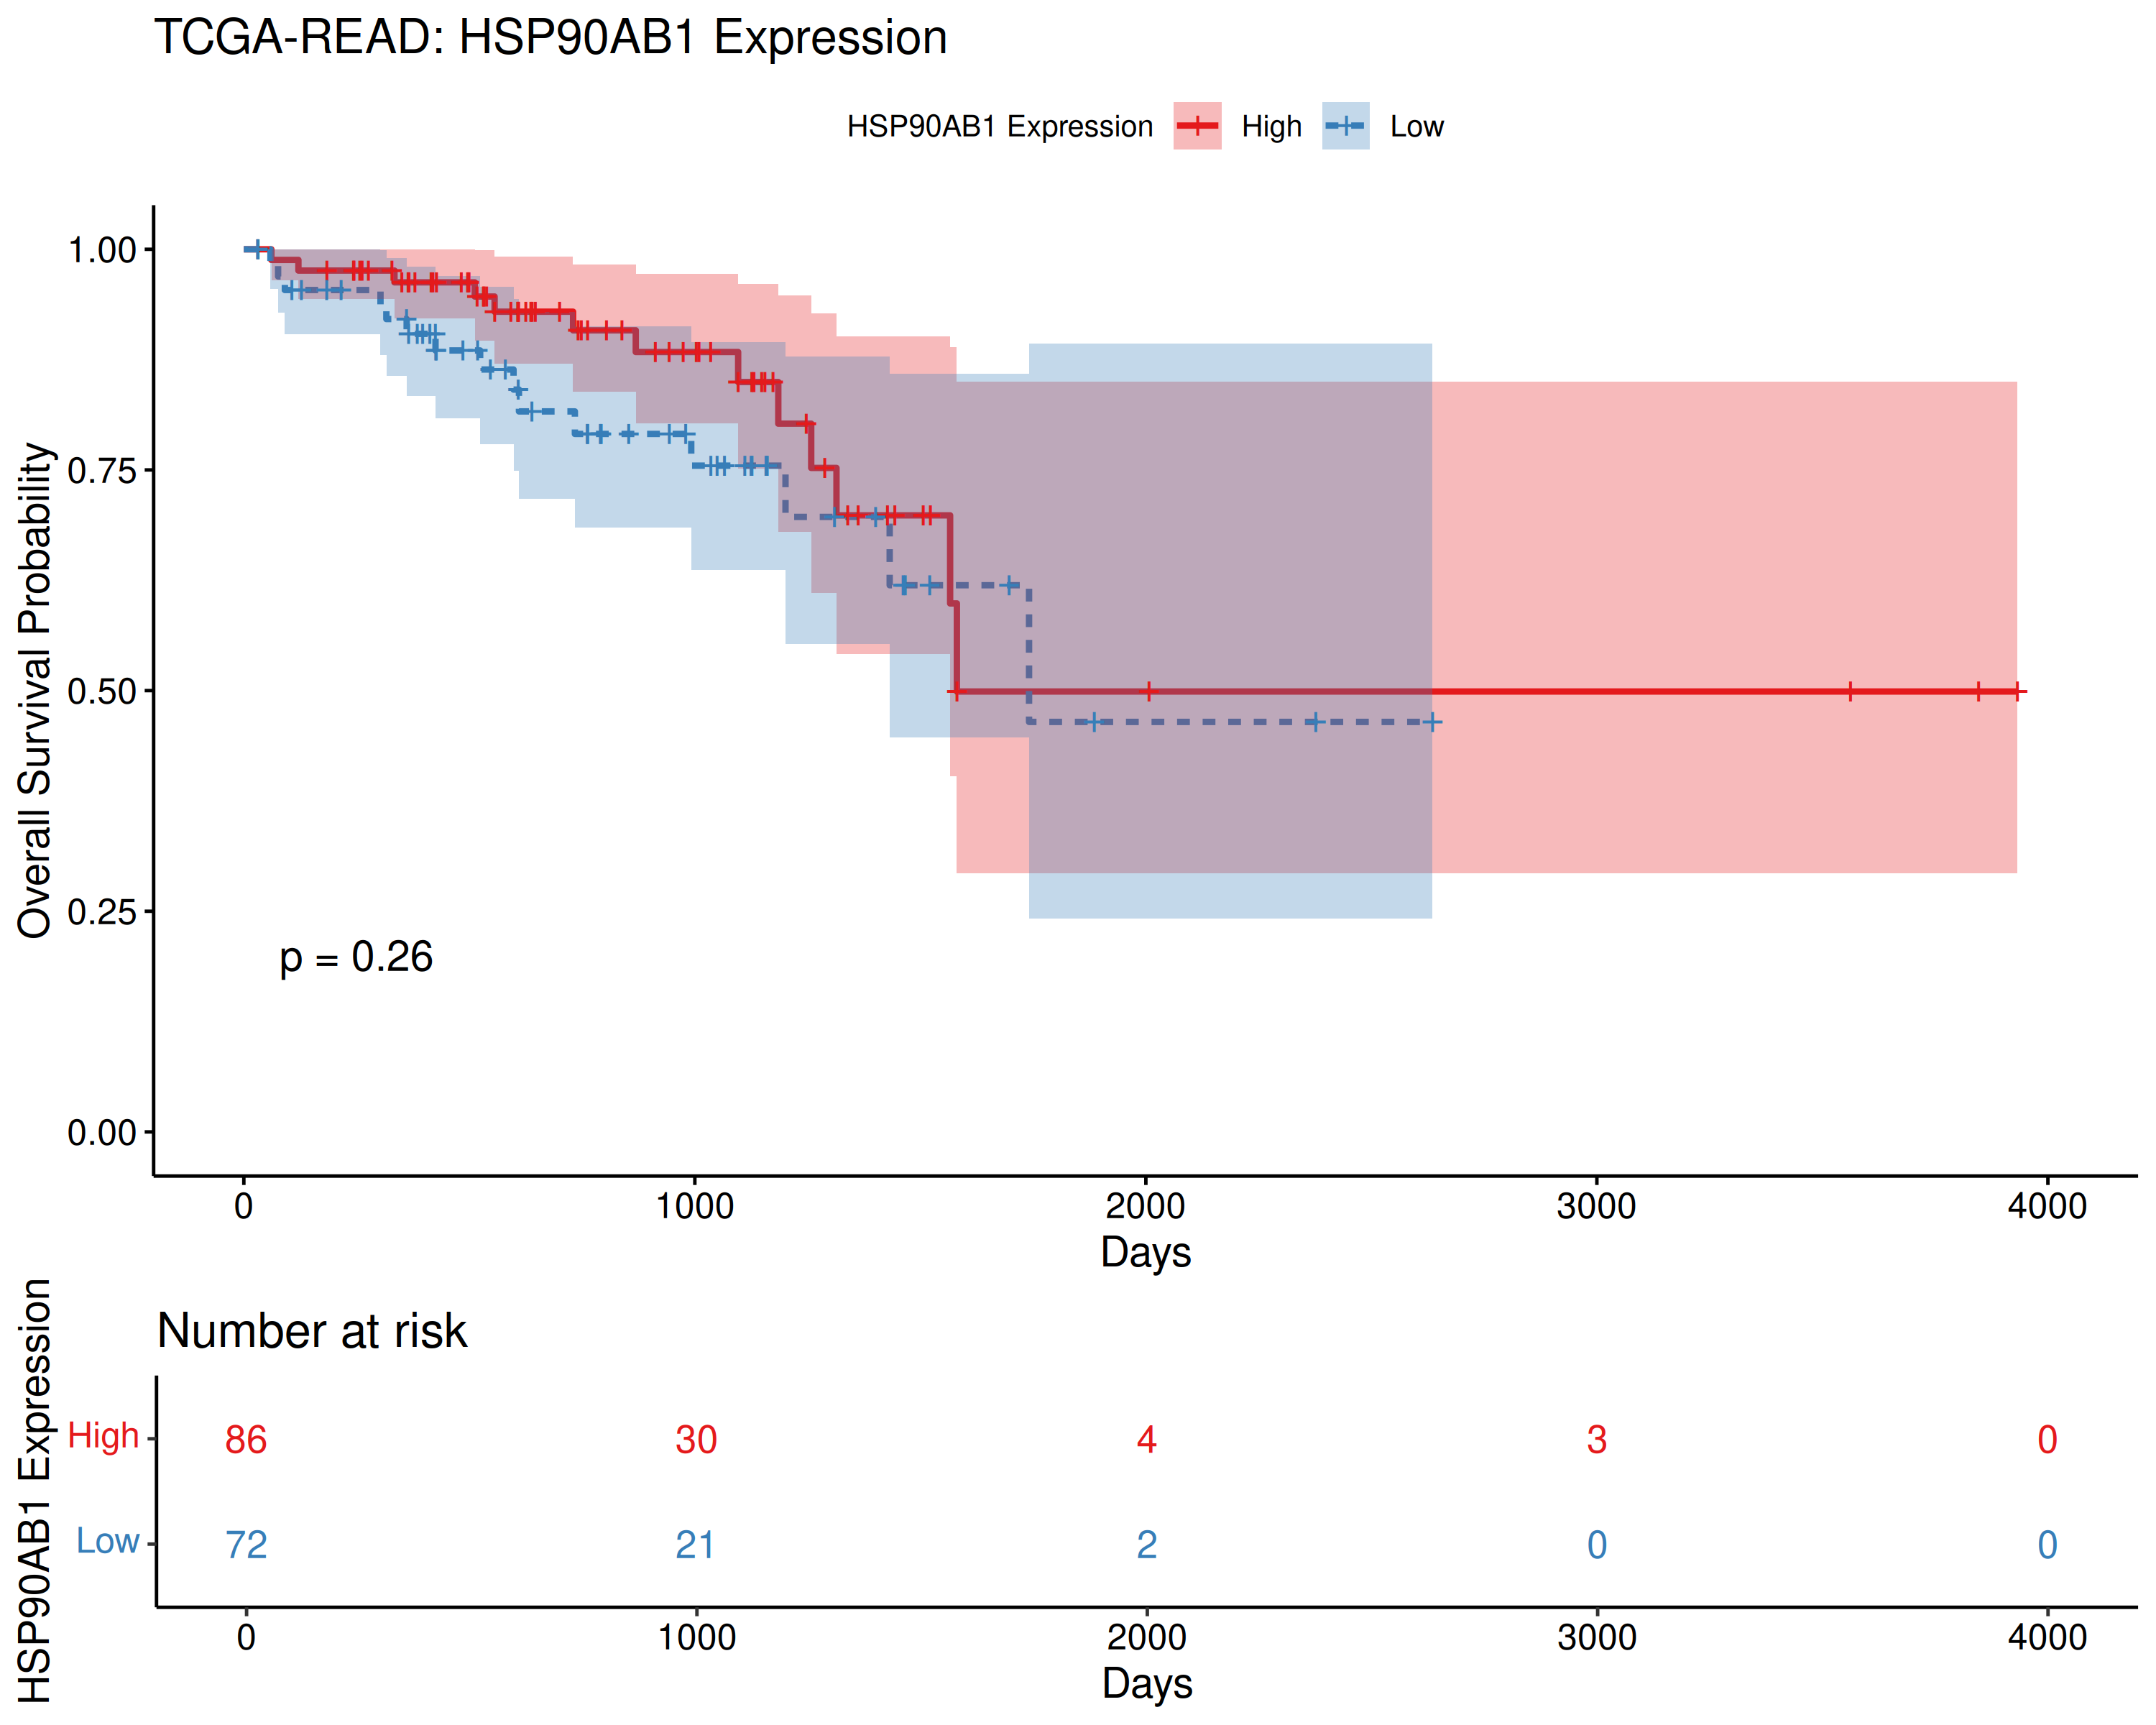 TCGA-READ: HSP90AB1 Expression
HSP90AB1 Expression High Low
Overall Survival Probability
1.00
0.75
0.50
0.25
0.00
p = 0.26
0 1000 2000 3000 4000
Days
Number at risk
HSP90AB1 Expression
High 86 30 4 3 0
Low 72 21 2 0 0
0 1000 2000 3000 4000
Days